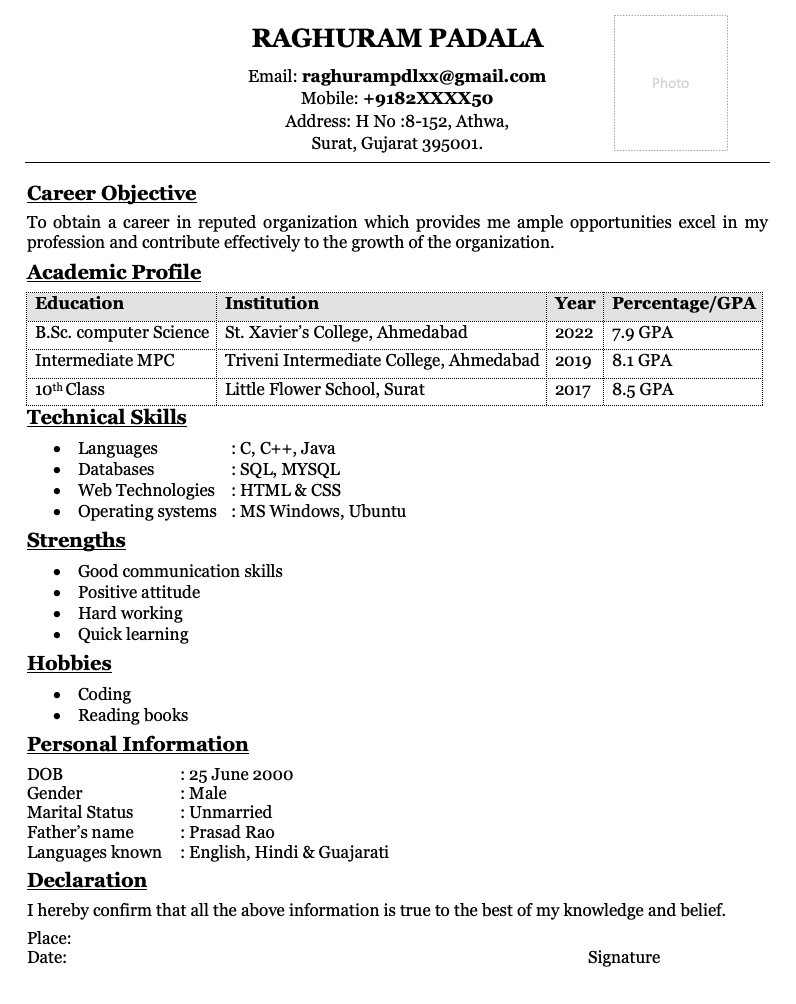 RAGHURAM PADALA
Email: raghurampdlxx@gmail.com
Mobile: +9182XXXX50
Address: H No :8-152, Athwa,
Surat, Gujarat 395001.
Photo
Career Objective
To obtain a career in reputed organization which provides me ample opportunities excel in my
profession and contribute effectively to the growth of the organization.
Academic Profile
Education Institution Year Percentage/GPA
B.Sc. computer Science St. Xavier’s College, Ahmedabad 2022 7.9 GPA
Intermediate MPC Triveni Intermediate College, Ahmedabad 2019 8.1 GPA
10th Class Little Flower School, Surat 2017 8.5 GPA
Technical Skills
• Languages : C, C++, Java
• Databases : SQL, MYSQL
• Web Technologies : HTML & CSS
• Operating systems : MS Windows, Ubuntu
Strengths
• Good communication skills
• Positive attitude
• Hard working
• Quick learning
Hobbies
• Coding
• Reading books
Personal Information
DOB : 25 June 2000
Gender : Male
Marital Status : Unmarried
Father’s name : Prasad Rao
Languages known : English, Hindi & Guajarati
Declaration
I hereby confirm that all the above information is true to the best of my knowledge and belief.
Place:
Date: Signature